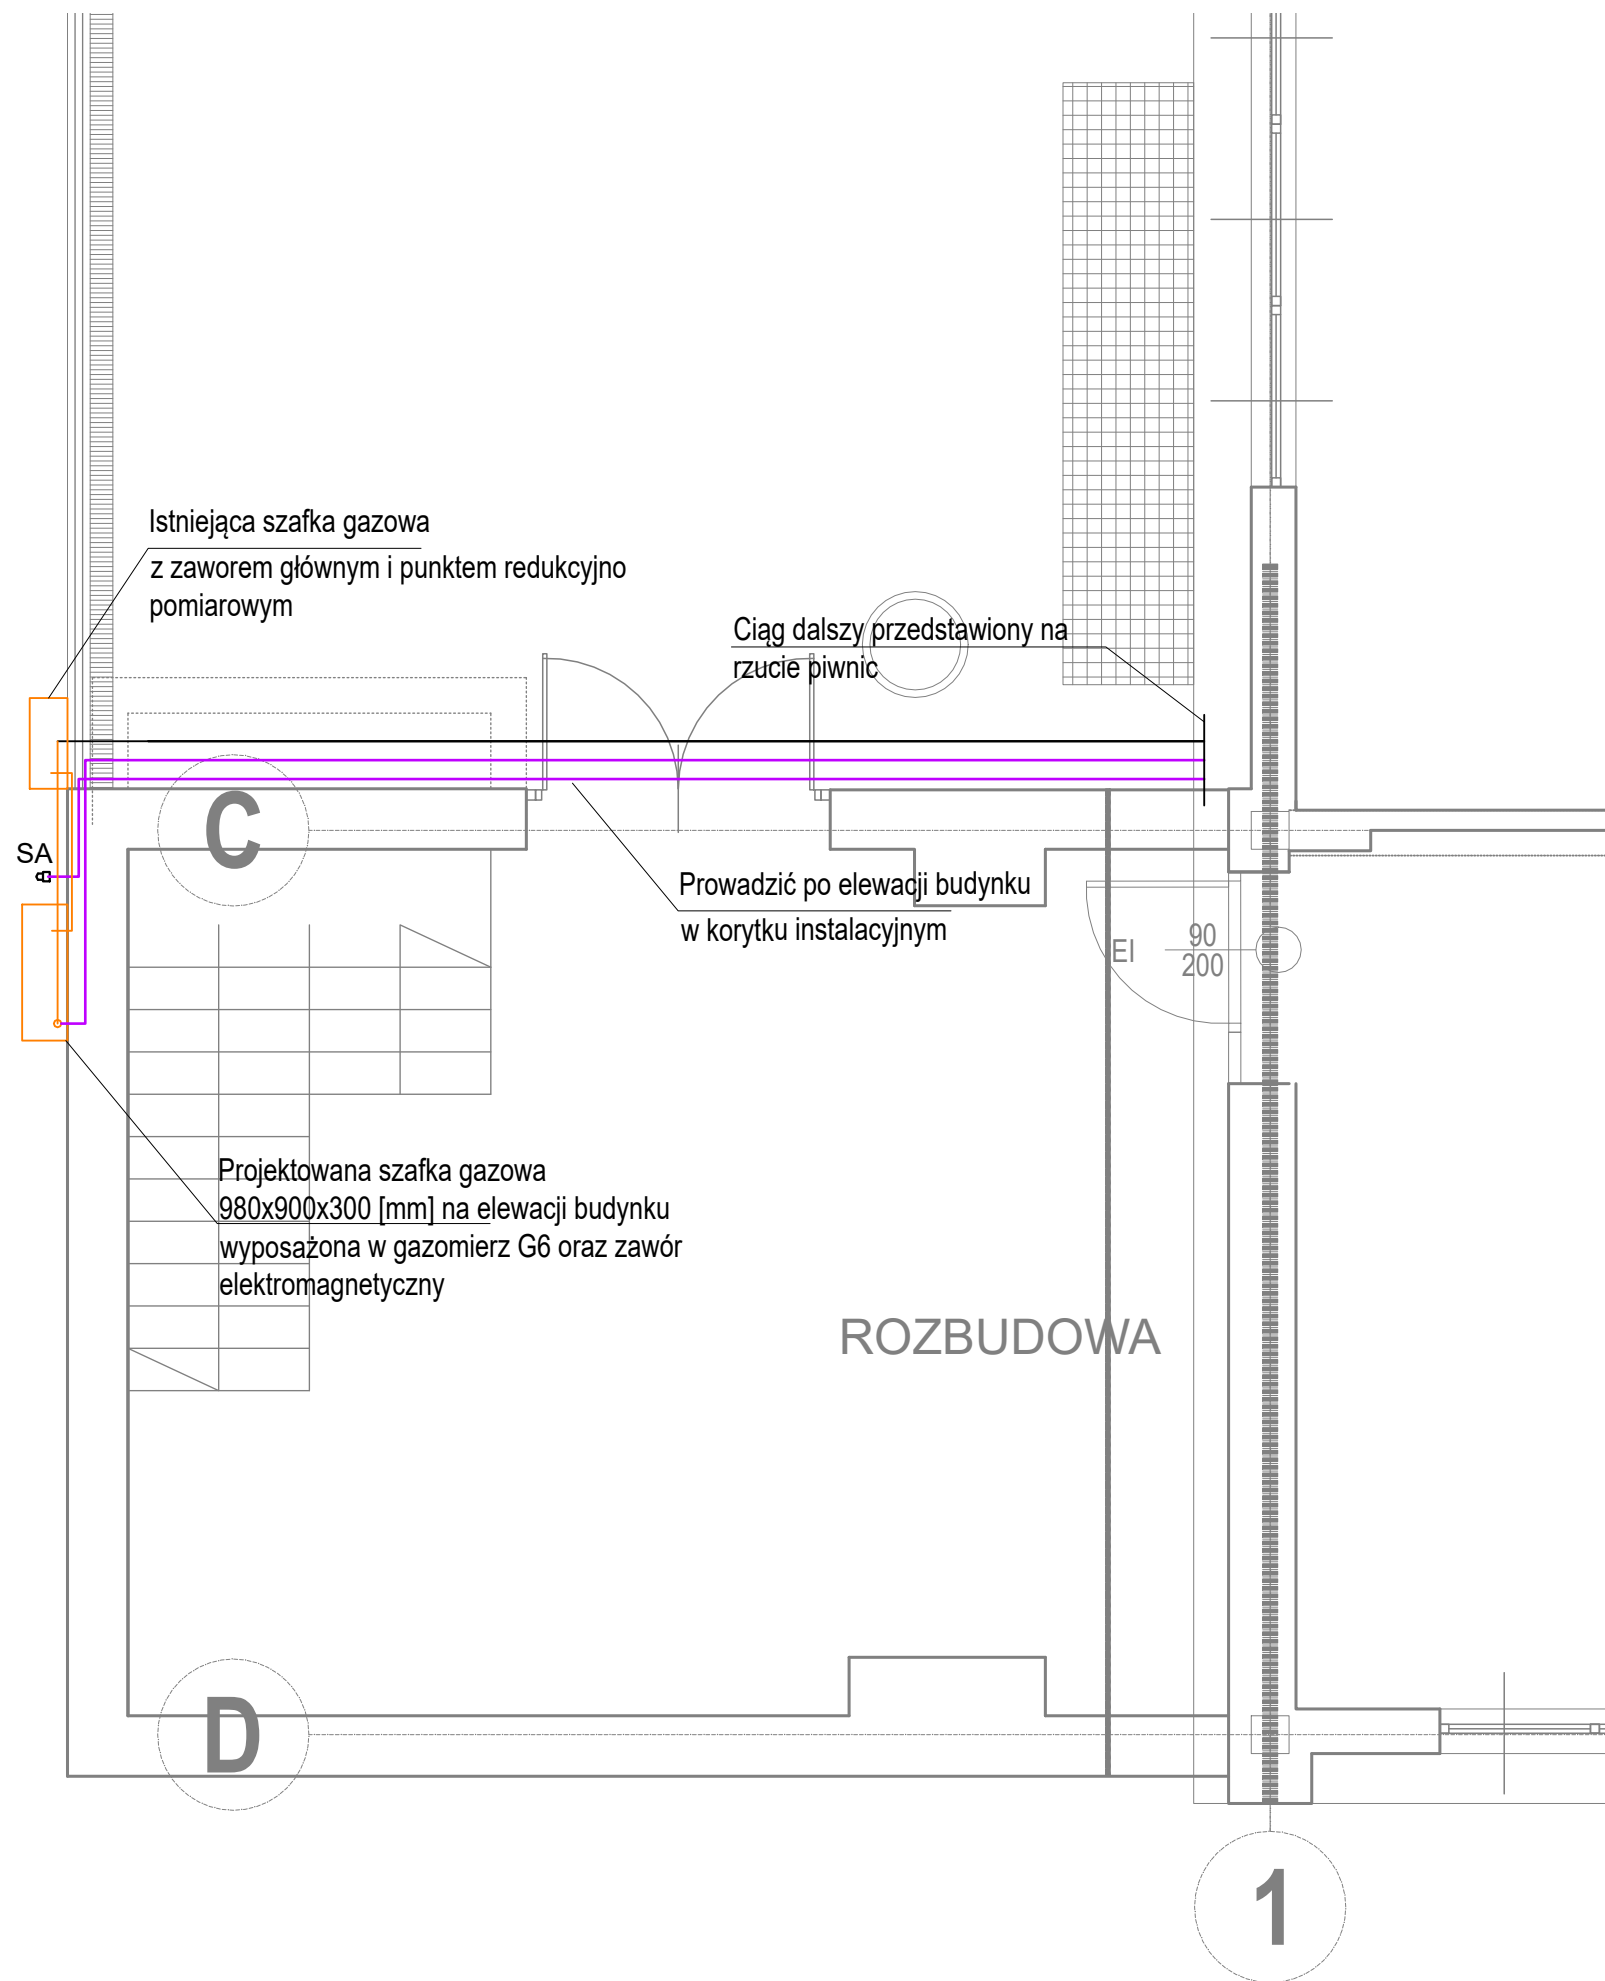 Istniejąca szafka gazowa
z zaworem głównym i punktem redukcyjno
pomiarowym
Ciąg dalszy przedstawiony na
rzucie piwnic
C
SA
Prowadzić po elewacji budynku
w korytku instalacyjnym
EI
90
200
Projektowana szafka gazowa
980x900x300 [mm] na elewacji budynku
wyposażona w gazomierz G6 oraz zawór
elektromagnetyczny
ROZBUDOWA
D
1